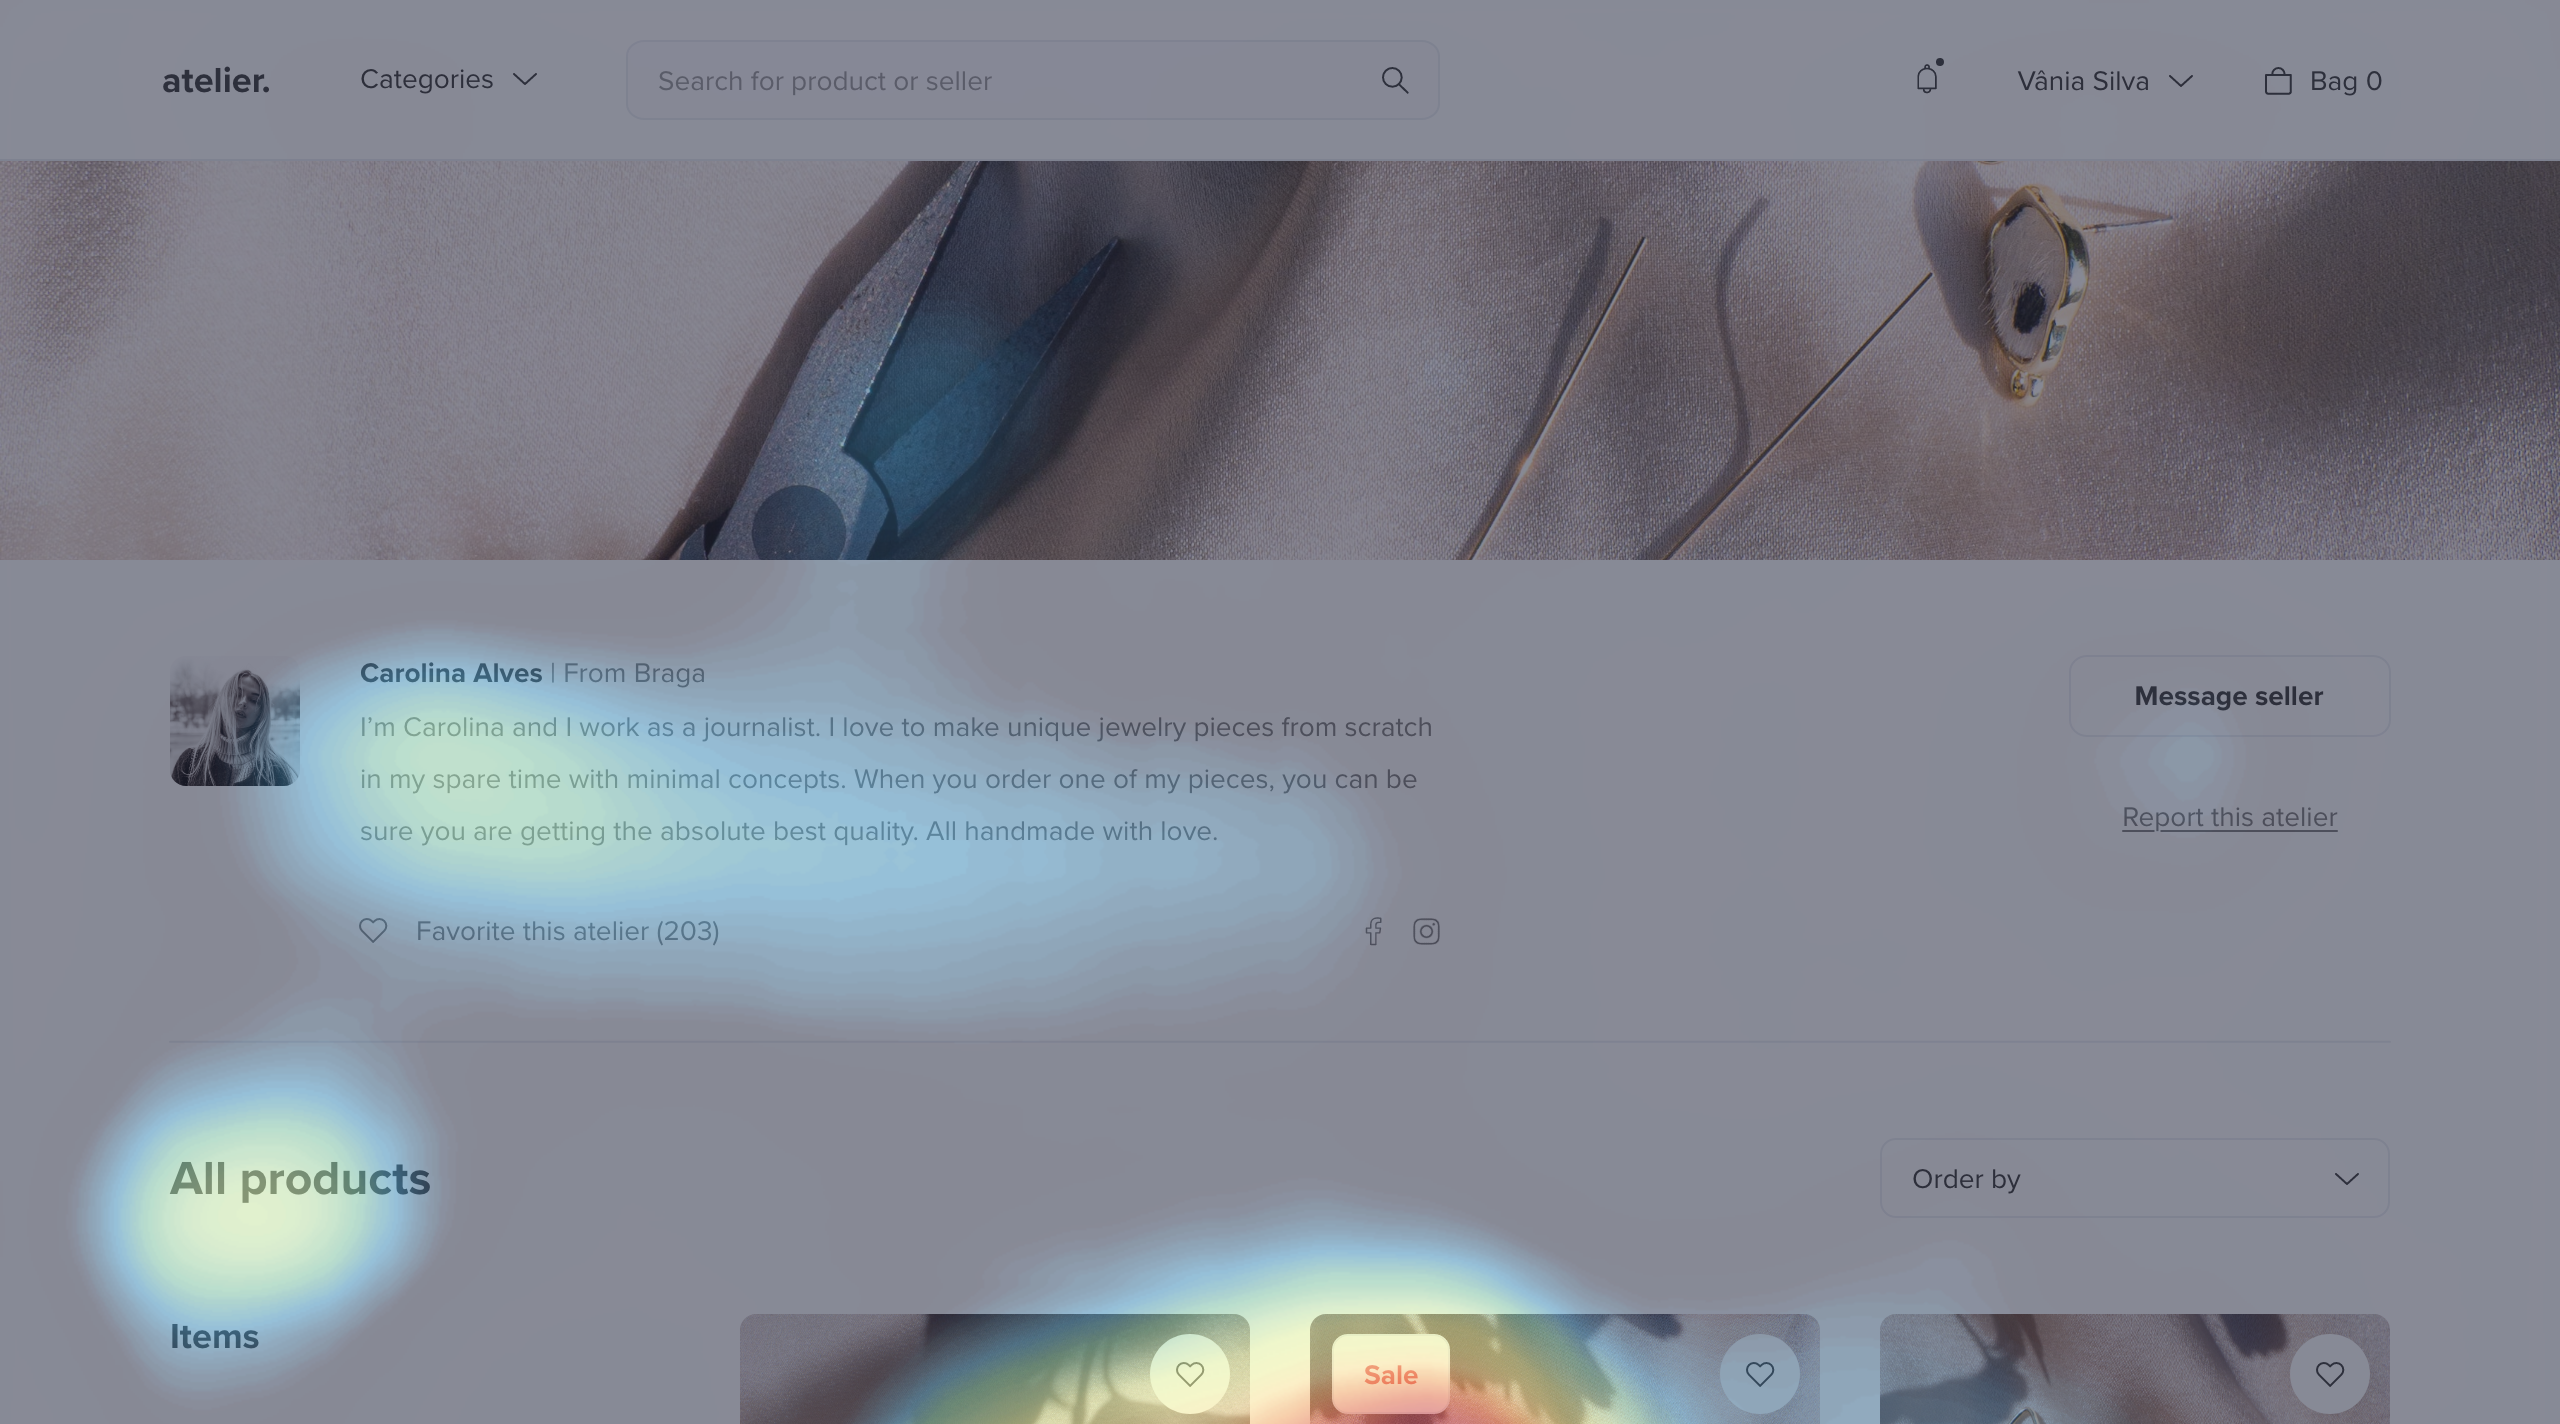 atelier.
Categories
Search for product or seller
Vânia Silva
Bag 0
Carolina Alves | From Braga
I'm Carolina and I work as a journalist. I love to make unique jewelry pieces from scratch
in my spare time with minimal concepts. When you order one of my pieces, you can be
sure you are getting the absolute best quality. All handmade with love.
Favorite this atelier (203)
Message seller
Report this atelier
All products
Order by
Items
Sale